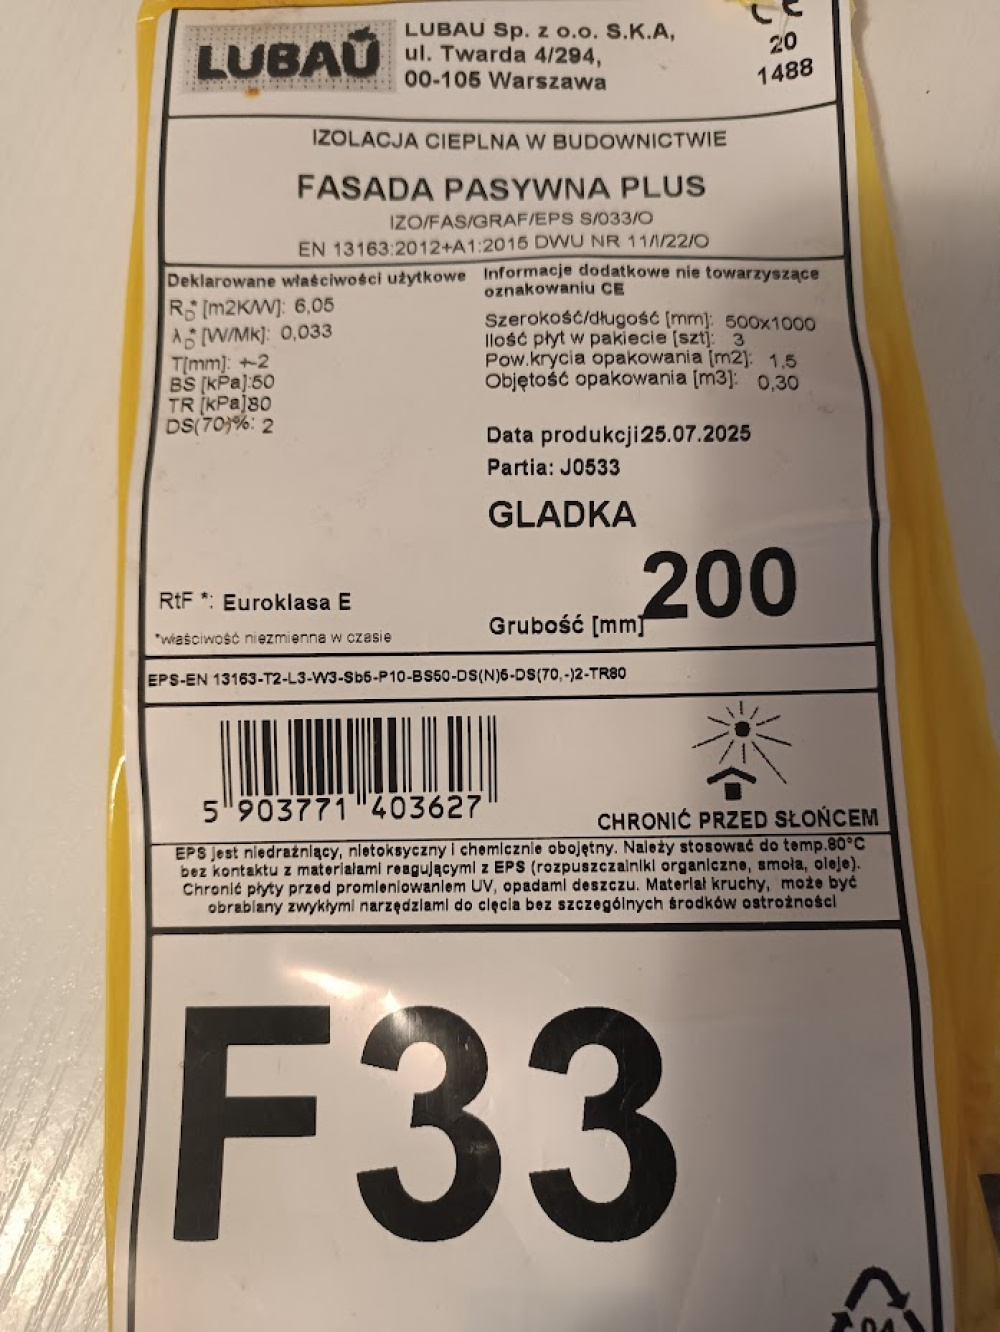 LUBAŬ
LUBAU Sp. z o.o. S.K.A,
ul. Twarda 4/294,
00-105 Warszawa
CE
20
1488
IZOLACJA CIEPLNA W BUDOWNICTWIE
FASADA PASYWNA PLUS
IZO/FAS/GRAF/EPS S/033/O
EN 13163:2012+A1:2015 DWU NR 11/I/22/O
Deklarowane właściwości użytkowe
R_D* [m2K/W]: 6,05
λ_D* [W/Mk]: 0,033
T[mm]: +-2
BS [kPa]:50
TR [kPa]80
DS(70)%: 2
Informacje dodatkowe nie towarzyszące
oznakowaniu CE
Szerokość/długość [mm]: 500x1000
Ilość płyt w pakiecie [szt]: 3
Pow.krycia opakowania [m2]: 1,5
Objętość opakowania [m3]: 0,30
Data produkcji25.07.2025
Partia: J0533
GLADKA
Grubość [mm] 200
RtF *: Euroklasa E
*właściwość niezmienna w czasie
EPS-EN 13163-T2-L3-W3-Sb5-P10-BS50-DS(N)5-DS(70,-)2-TR80
5 903771 403627
CHRONIĆ PRZED SŁOŃCEM
EPS jest niedrażniący, nietoksyczny i chemicznie obojętny. Należy stosować do temp.80°C
bez kontaktu z materiałami reagującymi z EPS (rozpuszczalniki organiczne, smoła, oleje).
Chronić płyty przed promieniowaniem UV, opadami deszczu. Materiał kruchy, może być
obrabiany zwykłymi narzędziami do cięcia bez szczególnych środków ostrożności
F33